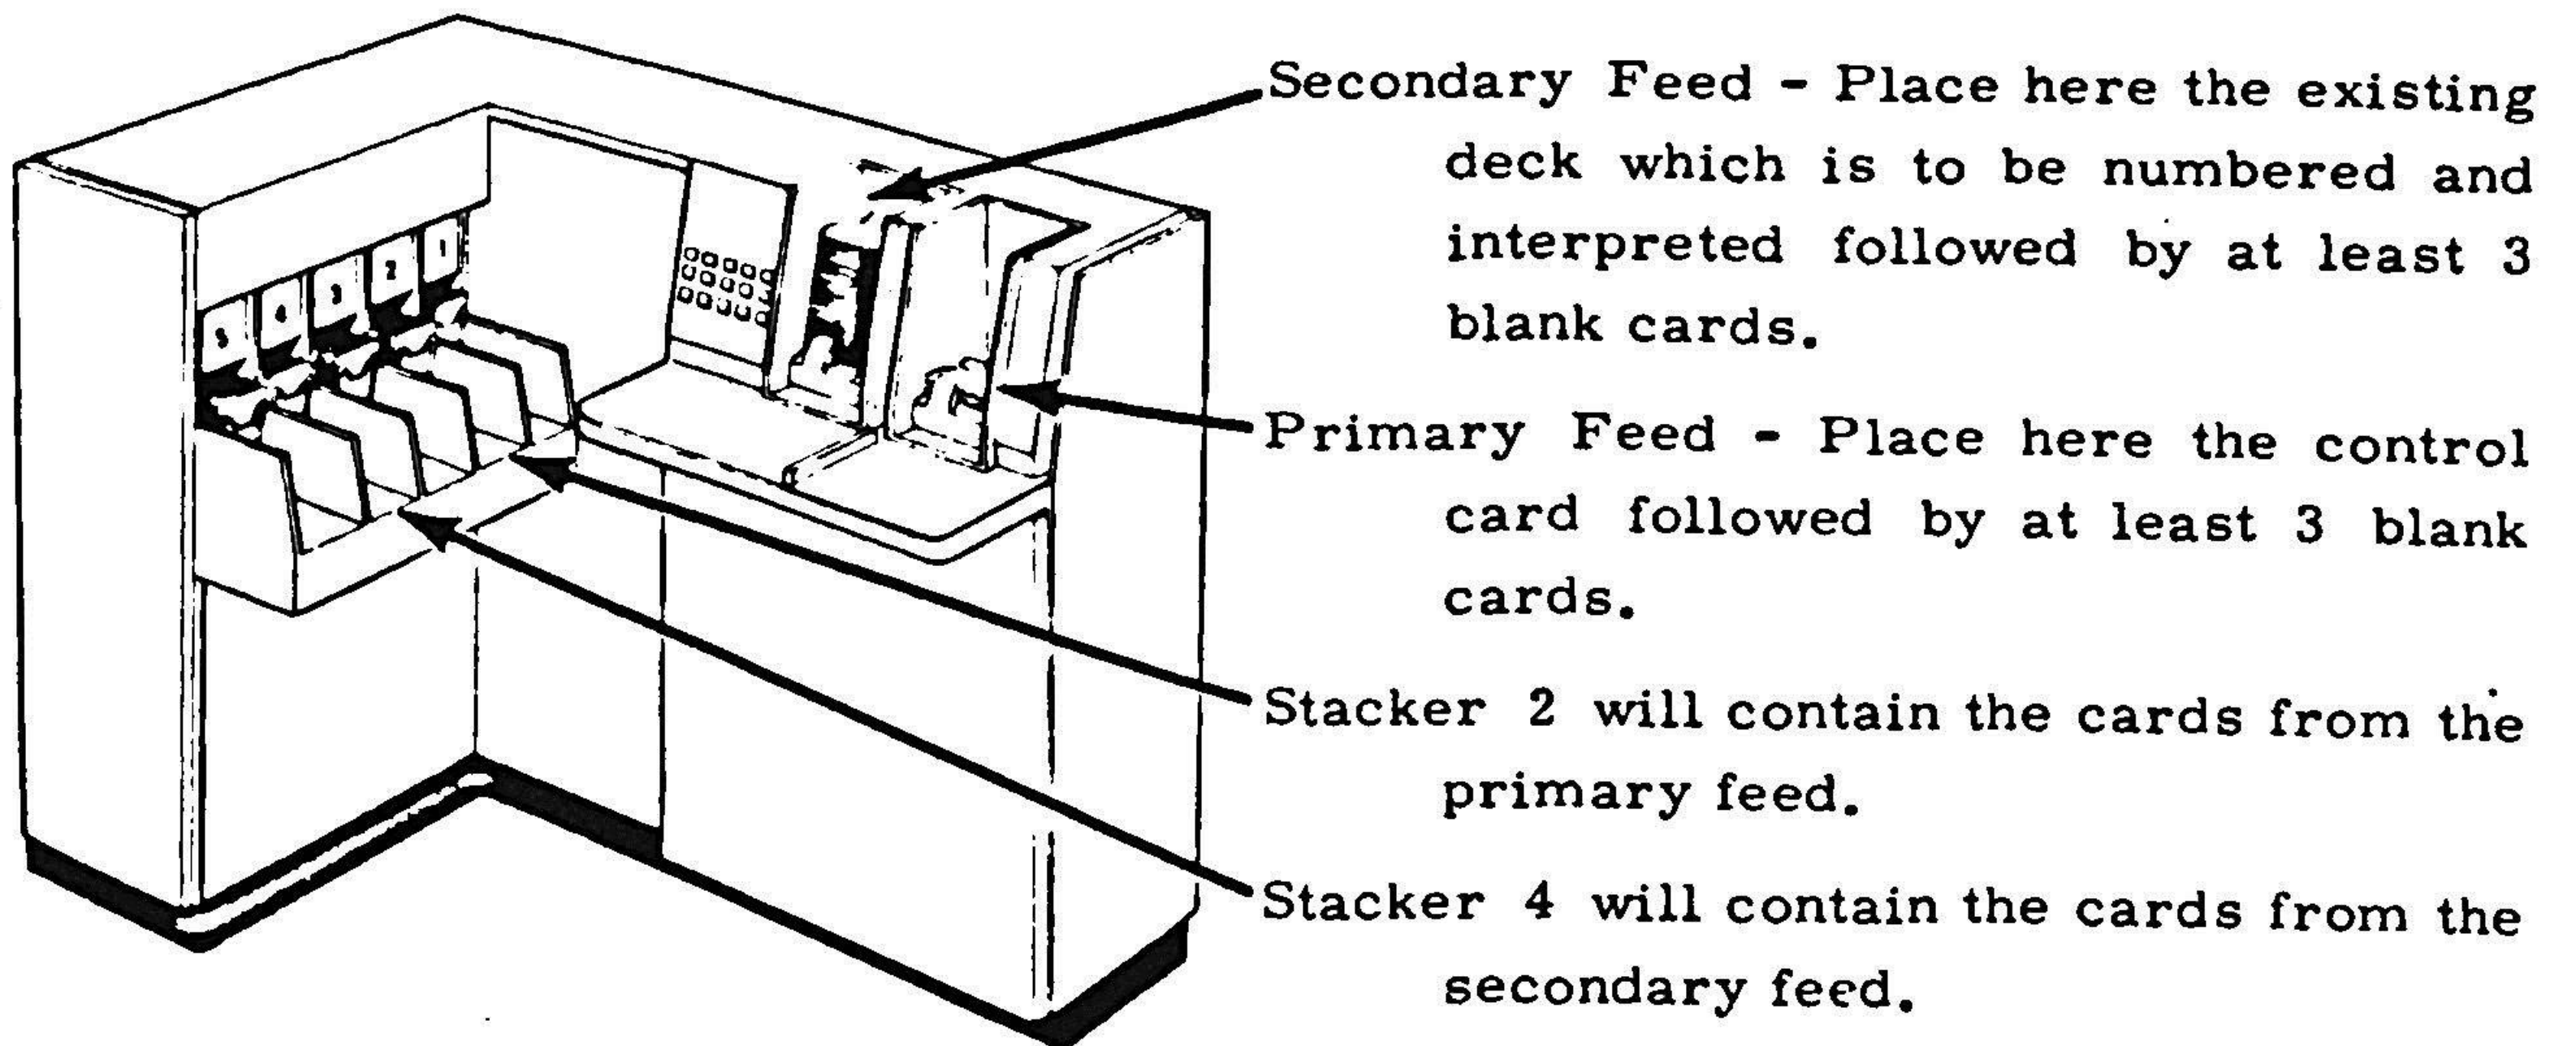 Secondary Feed - Place here the existing
deck which is to be numbered and
interpreted followed by at least 3
blank cards.
Primary Feed - Place here the control
card followed by at least 3 blank
cards.
Stacker 2 will contain the cards from the
primary feed.
Stacker 4 will contain the cards from the
secondary feed.
5 4 3 2 1